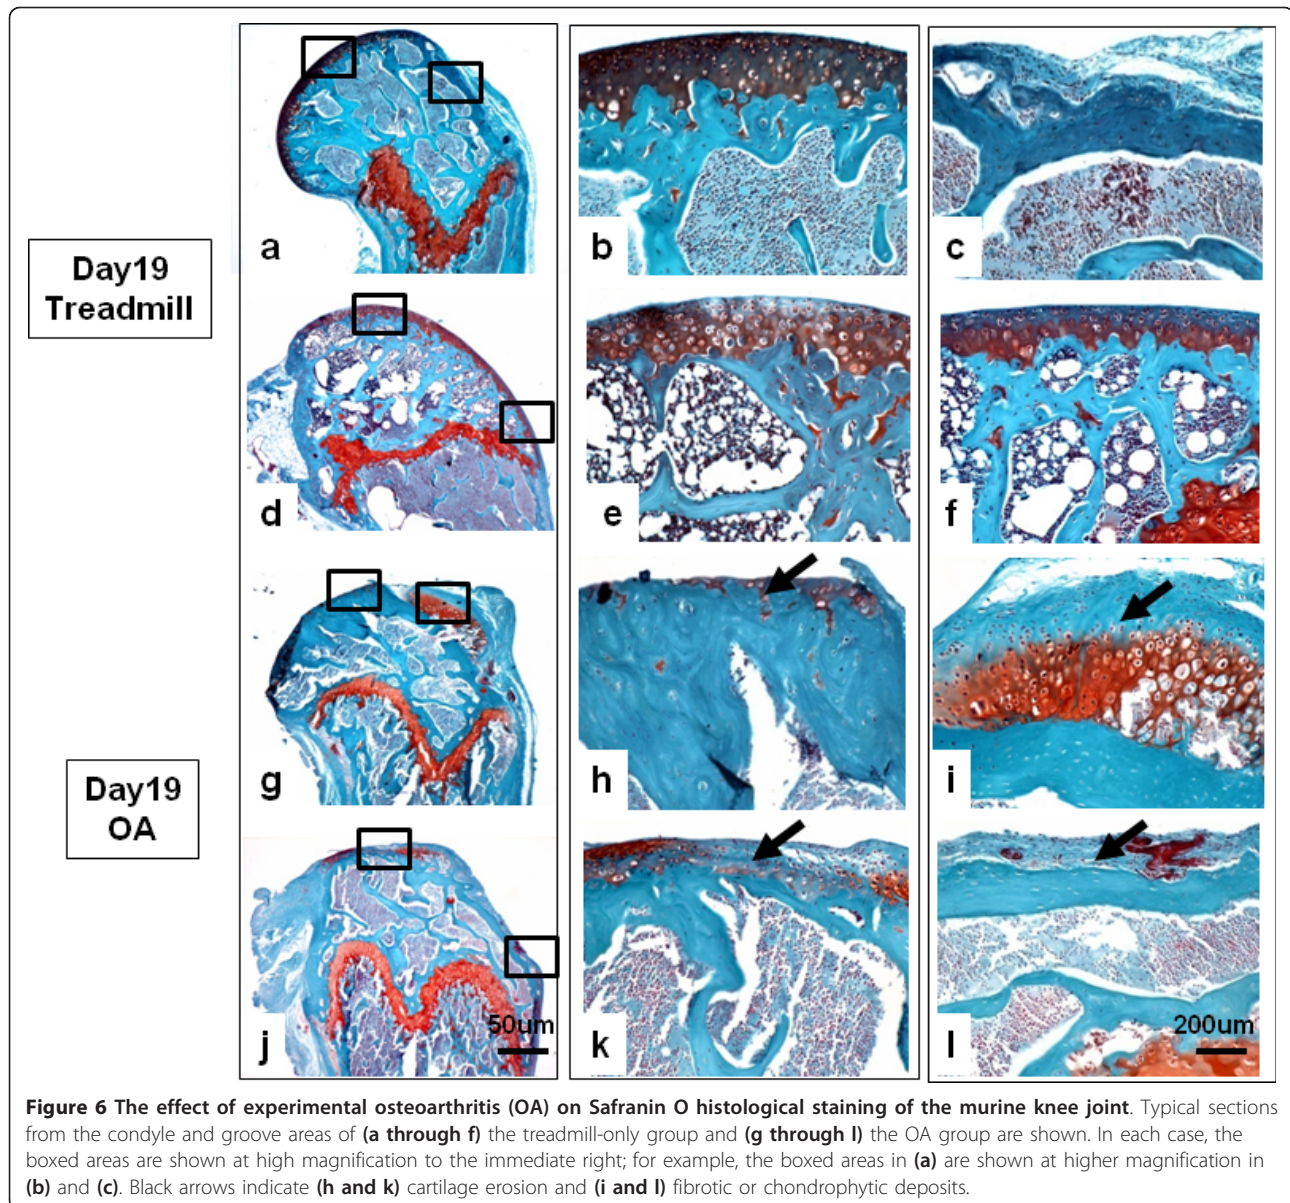 Day19
Treadmill
Day19
OA
a
b
c
d
e
f
g
h
i
j
50um
k
l
200um
Figure 6 The effect of experimental osteoarthritis (OA) on Safranin O histological staining of the murine knee joint. Typical sections
from the condyle and groove areas of (a through f) the treadmill-only group and (g through l) the OA group are shown. In each case, the
boxed areas are shown at high magnification to the immediate right; for example, the boxed areas in (a) are shown at higher magnification in
(b) and (c). Black arrows indicate (h and k) cartilage erosion and (i and l) fibrotic or chondrophytic deposits.